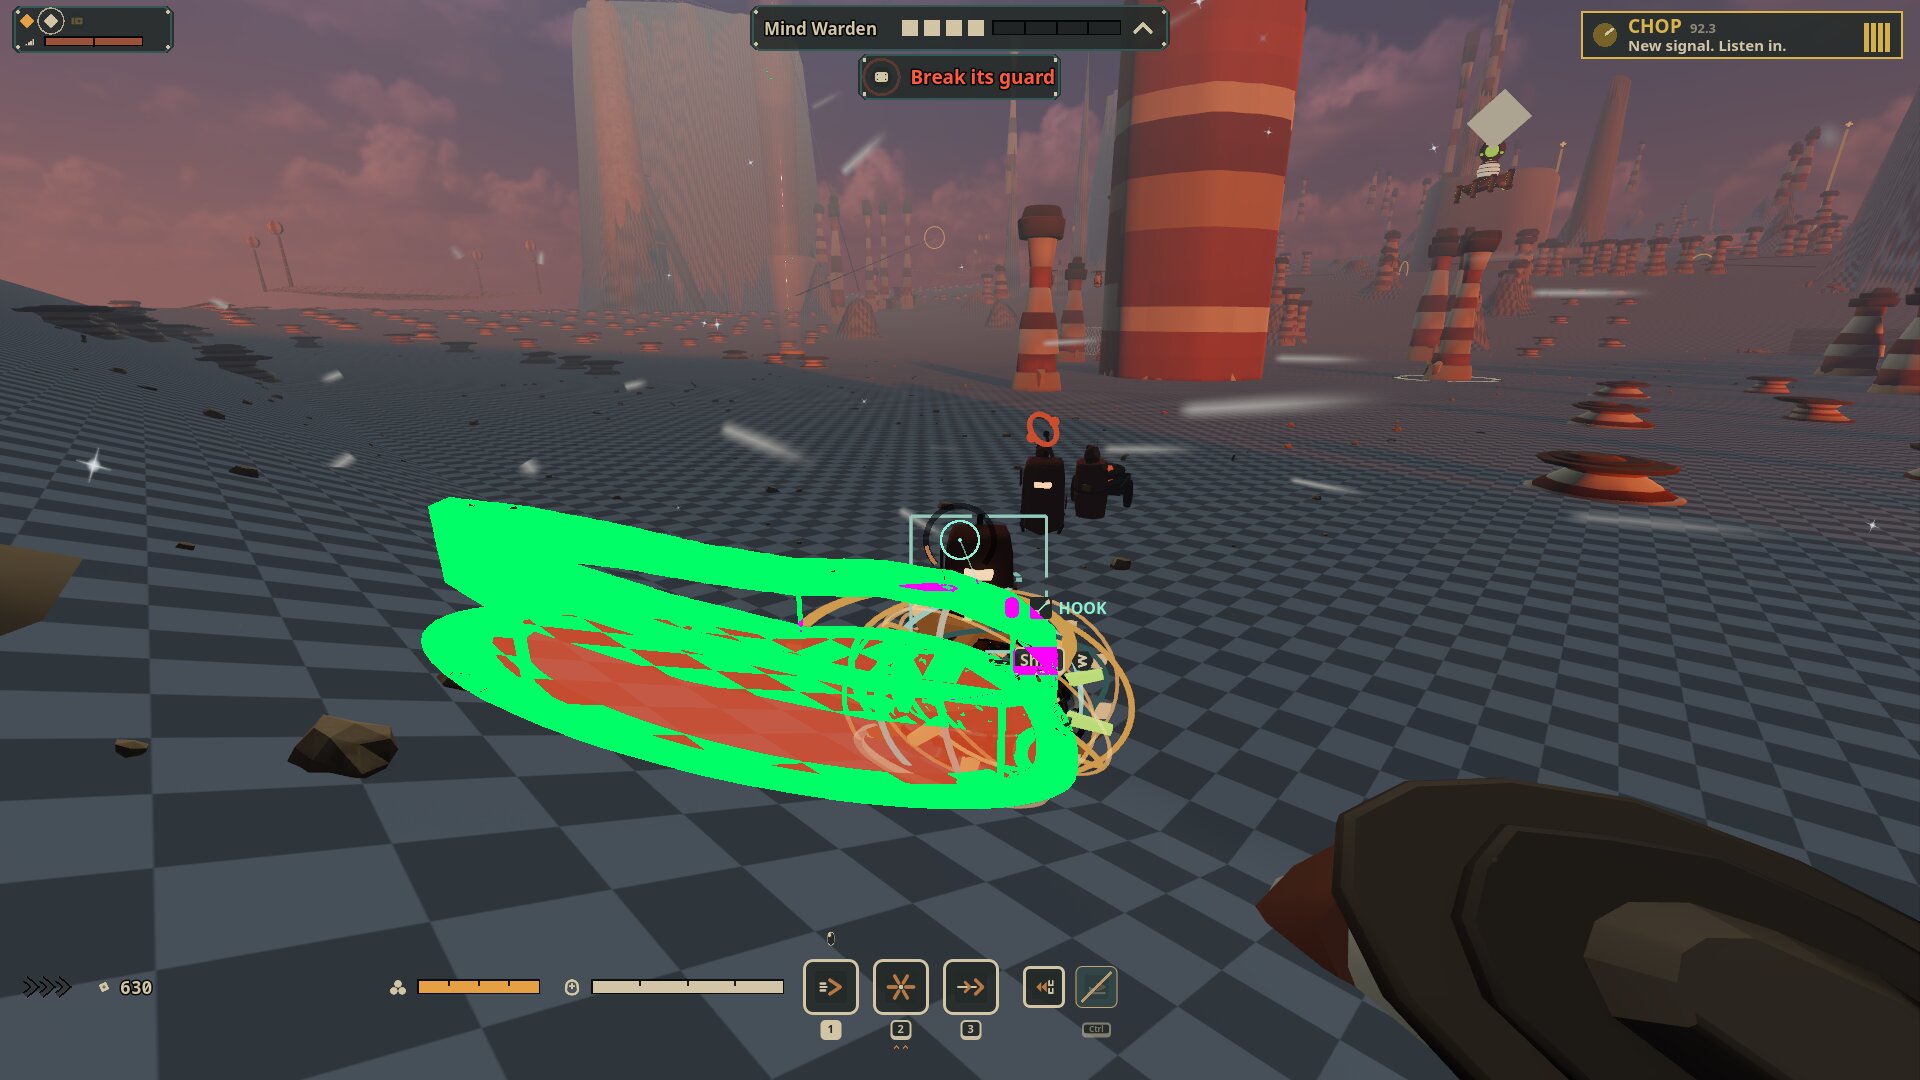 Mind Warden
Break its guard
CHOP 92.3
New signal. Listen in.
HOOK
630
1
2
3
Ctrl